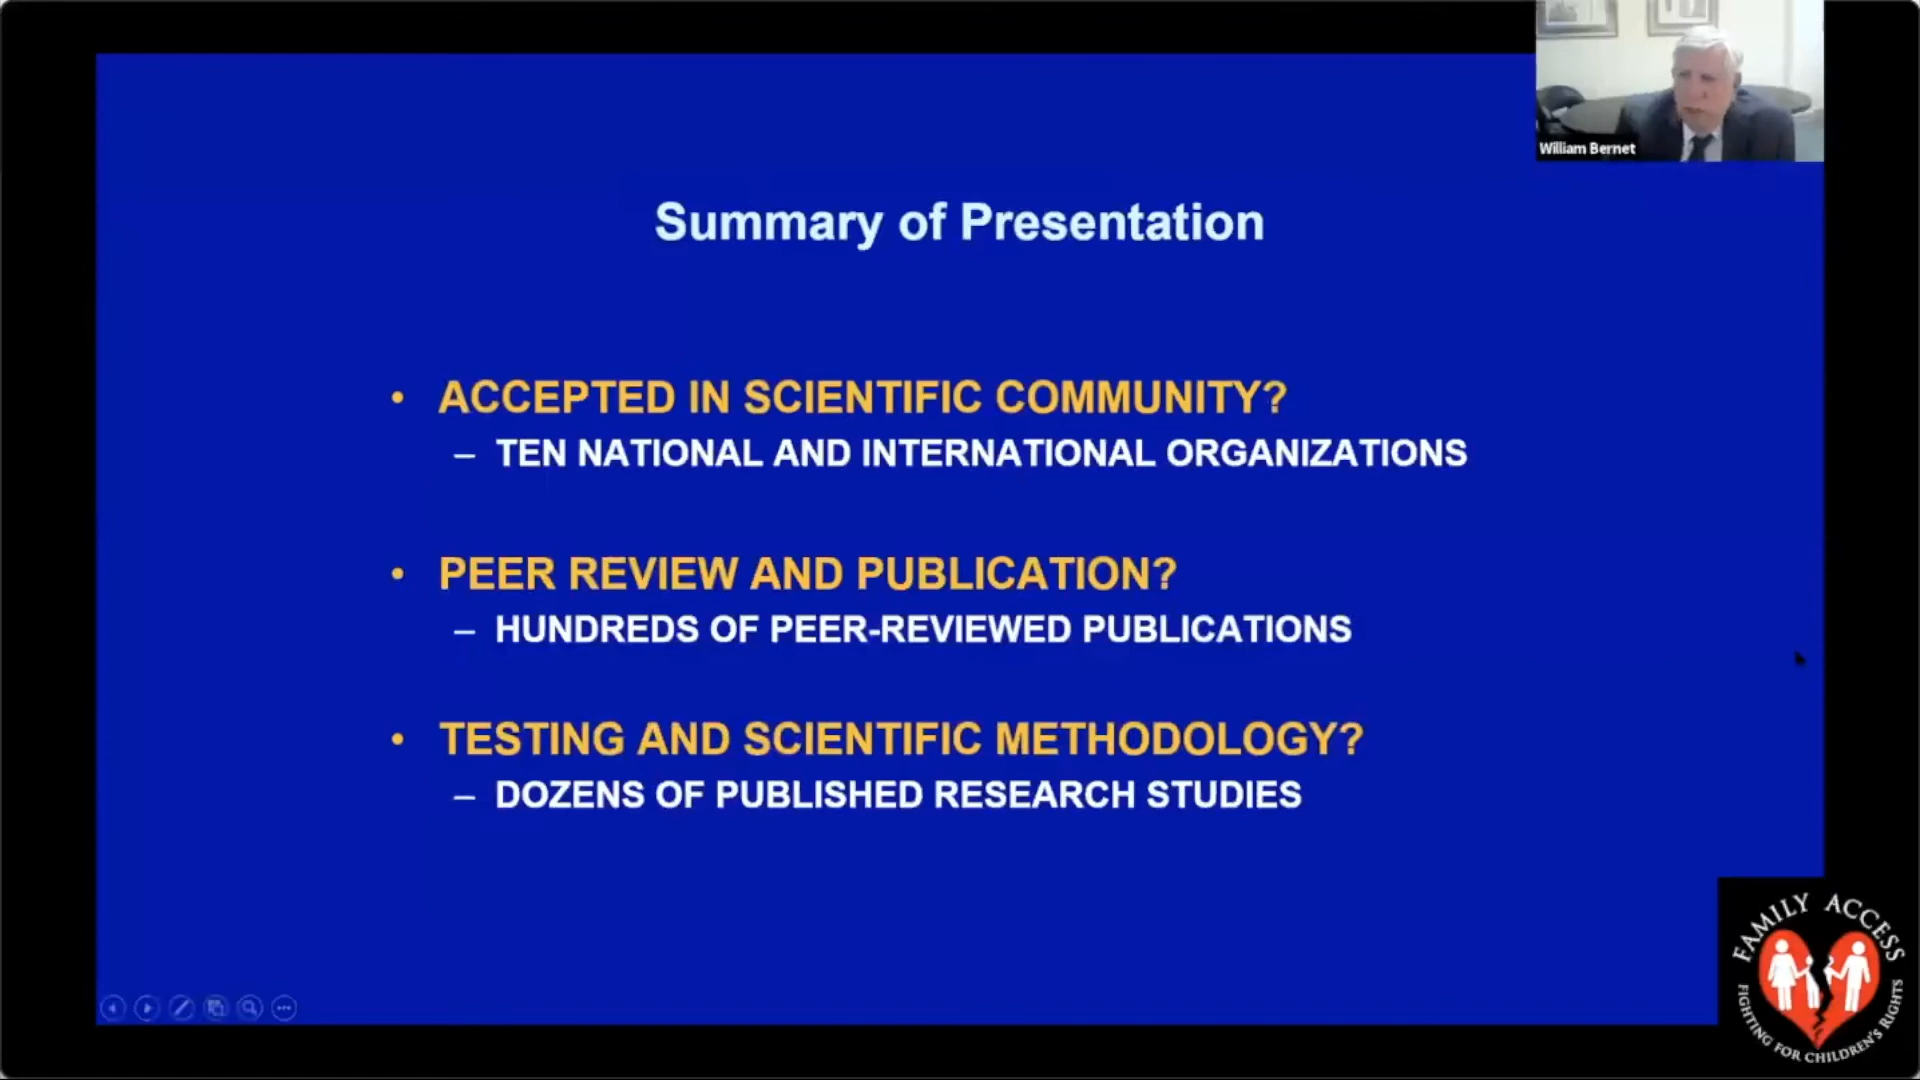 William Bernet
Summary of Presentation
• ACCEPTED IN SCIENTIFIC COMMUNITY?
– TEN NATIONAL AND INTERNATIONAL ORGANIZATIONS
• PEER REVIEW AND PUBLICATION?
– HUNDREDS OF PEER-REVIEWED PUBLICATIONS
• TESTING AND SCIENTIFIC METHODOLOGY?
– DOZENS OF PUBLISHED RESEARCH STUDIES
FAMILY ACCESS
FIGHTING FOR CHILDREN'S RIGHTS